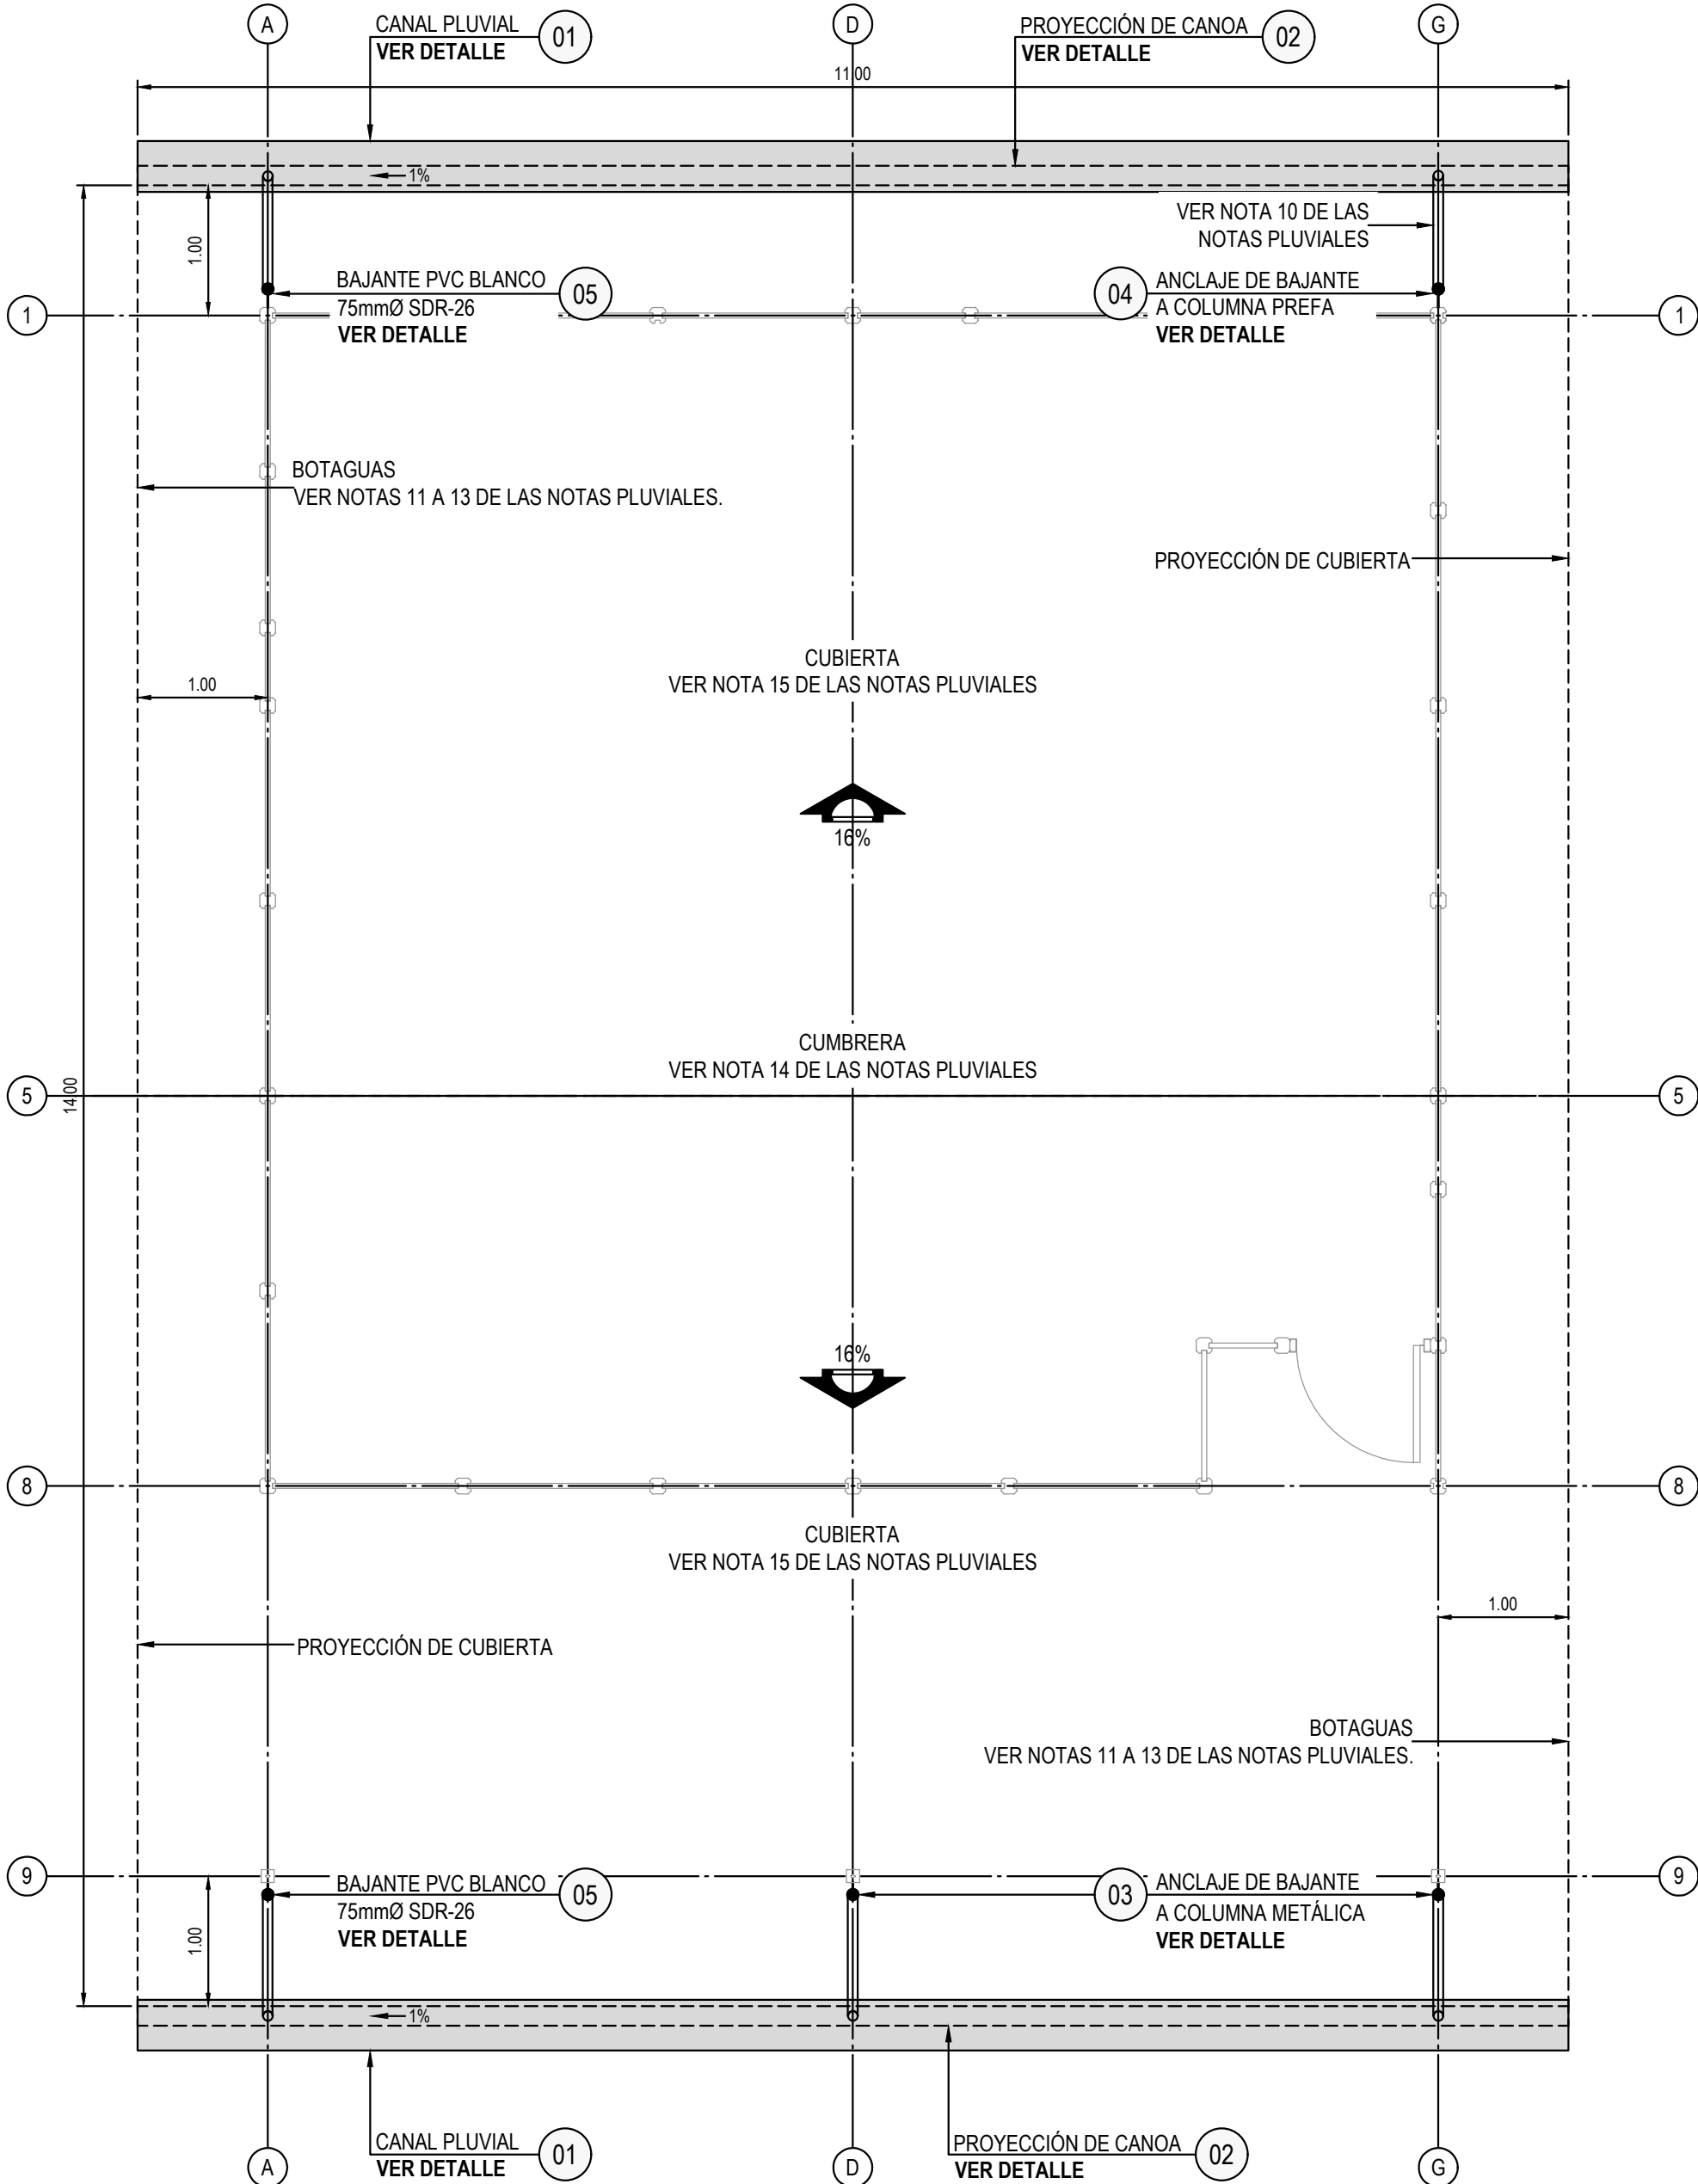 A
CANAL PLUVIAL
VER DETALLE
01
D
PROYECCIÓN DE CANOA
VER DETALLE
02
G
11.00
1%
1.00
VER NOTA 10 DE LAS
NOTAS PLUVIALES
BAJANTE PVC BLANCO
75mmØ SDR-26
VER DETALLE
05
04
ANCLAJE DE BAJANTE
A COLUMNA PREFA
VER DETALLE
1
1
BOTAGUAS
VER NOTAS 11 A 13 DE LAS NOTAS PLUVIALES.
PROYECCIÓN DE CUBIERTA
CUBIERTA
VER NOTA 15 DE LAS NOTAS PLUVIALES
1.00
16%
CUMBRERA
VER NOTA 14 DE LAS NOTAS PLUVIALES
5
14.00
5
16%
8
8
CUBIERTA
VER NOTA 15 DE LAS NOTAS PLUVIALES
1.00
PROYECCIÓN DE CUBIERTA
BOTAGUAS
VER NOTAS 11 A 13 DE LAS NOTAS PLUVIALES.
9
BAJANTE PVC BLANCO
75mmØ SDR-26
VER DETALLE
05
03
ANCLAJE DE BAJANTE
A COLUMNA METÁLICA
VER DETALLE
9
1.00
1%
CANAL PLUVIAL
VER DETALLE
01
PROYECCIÓN DE CANOA
VER DETALLE
02
A
D
G